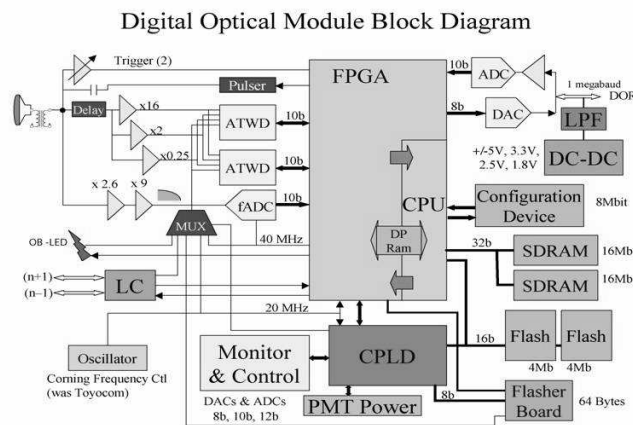 Digital Optical Module Block Diagram
Trigger (2)
FPGA
10b
ADC
1 megabaud
DOR
Pulser
Delay
x16
ATWD
10b
8b
DAC
LPF
x2
+/-5V, 3.3V,
2.5V, 1.8V
DC-DC
x0.25
ATWD
10b
x 2.6
x 9
fADC
10b
CPU
Configuration
Device
8Mbit
MUX
OB -LED
40 MHz
DP
Ram
32b
SDRAM
16Mb
(n+1)
(n–1)
LC
SDRAM
16Mb
20 MHz
Oscillator
Corning Frequency Ctl
(was Toyocom)
Monitor
& Control
CPLD
16b
Flash
Flash
4Mb
4Mb
DACs & ADCs
8b, 10b, 12b
PMT Power
8b
Flasher
Board
64 Bytes